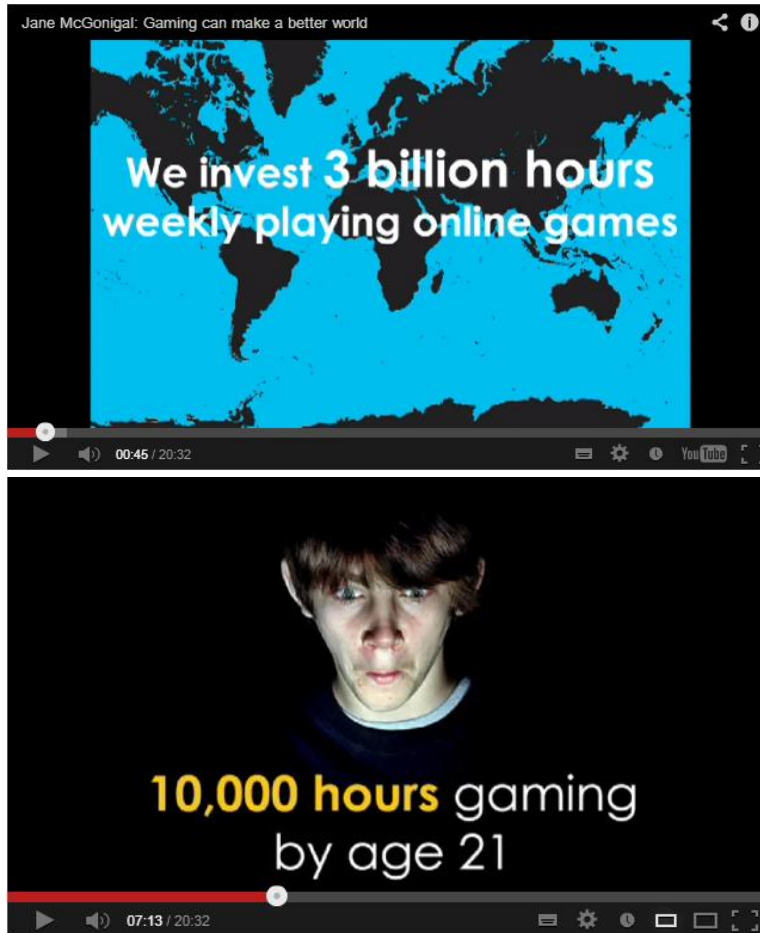 Jane McGonigal: Gaming can make a better world
We invest 3 billion hours
weekly playing online games
00:45 / 20:32
YouTube
10,000 hours gaming
by age 21
07:13 / 20:32